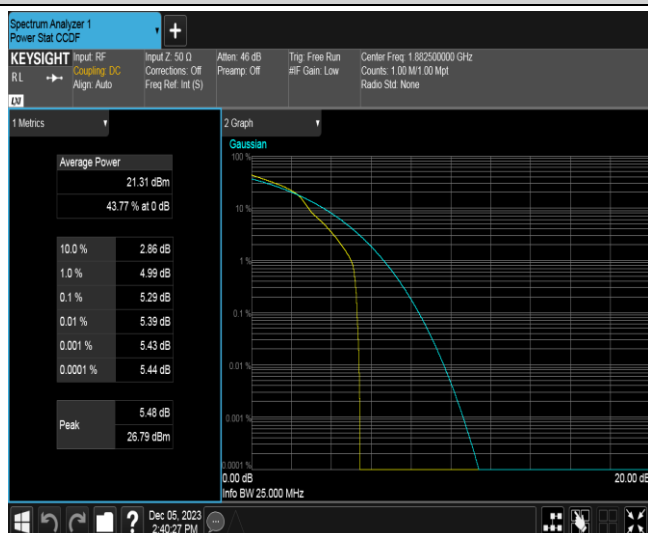 Spectrum Analyzer 1
Power Stat CCDF
KEYSIGHT
RL
LXI
Input: RF
Coupling: DC
Align: Auto
Input Z: 50 Ω
Corrections: Off
Freq Ref: Int (S)
Atten: 46 dB
Preamp: Off
Trig: Free Run
#IF Gain: Low
Center Freq: 1.882500000 GHz
Counts: 1.00 M/1.00 Mpt
Radio Std: None
1 Metrics
Average Power
21.31 dBm
43.77 % at 0 dB
10.0 % 2.86 dB
1.0 % 4.99 dB
0.1 % 5.29 dB
0.01 % 5.39 dB
0.001 % 5.43 dB
0.0001 % 5.44 dB
Peak
5.48 dB
26.79 dBm
2 Graph
Gaussian
100 %
10 %
1 %
0.1 %
0.01 %
0.001 %
0.0001 %
0.00 dB 20.00 dB
Info BW 25.000 MHz
?
Dec 05, 2023
2:40:27 PM